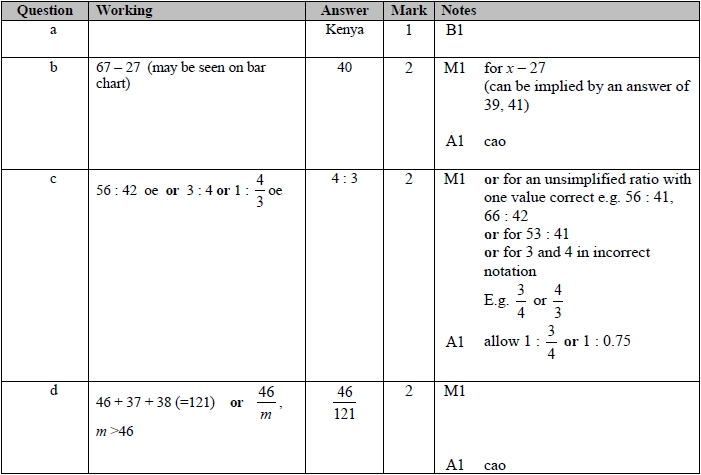 Question Working Answer Mark Notes
a Kenya 1 B1
b 67 – 27 (may be seen on bar 40 2 M1 for x – 27
chart) (can be implied by an answer of
39, 41)
A1 cao
c 56 : 42 oe or 3 : 4 or 1 : 4/3 oe 4 : 3 2 M1 or for an unsimplified ratio with
one value correct e.g. 56 : 41,
66 : 42
or for 53 : 41
or for 3 and 4 in incorrect
notation
E.g. 3/4 or 4/3
A1 allow 1 : 3/4 or 1 : 0.75
d 46 + 37 + 38 (=121) or 46/m , 46/121 2 M1
m >46
A1 cao